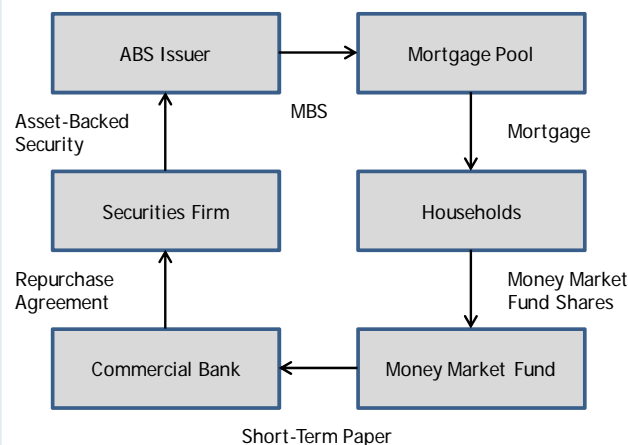 ABS Issuer
Mortgage Pool
MBS
Asset-Backed
Security
Mortgage
Securities Firm
Households
Repurchase
Agreement
Money Market
Fund Shares
Commercial Bank
Money Market Fund
Short-Term Paper